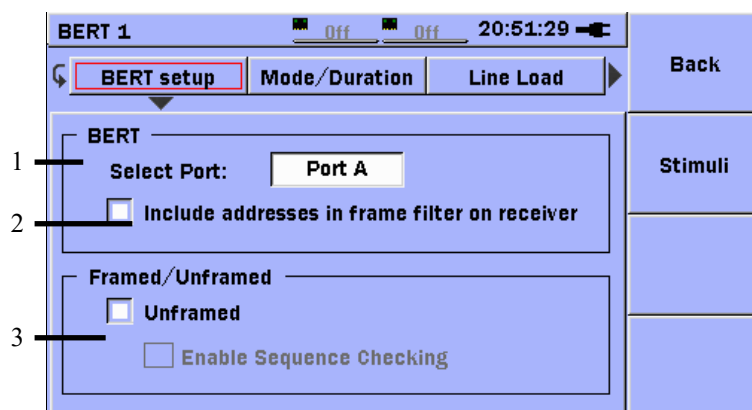 BERT 1 Off Off 20:51:29
Back
BERT setup Mode/Duration Line Load
BERT
1 Select Port: Port A
Stimuli
2 Include addresses in frame filter on receiver
Framed/Unframed
Unframed
3 Enable Sequence Checking